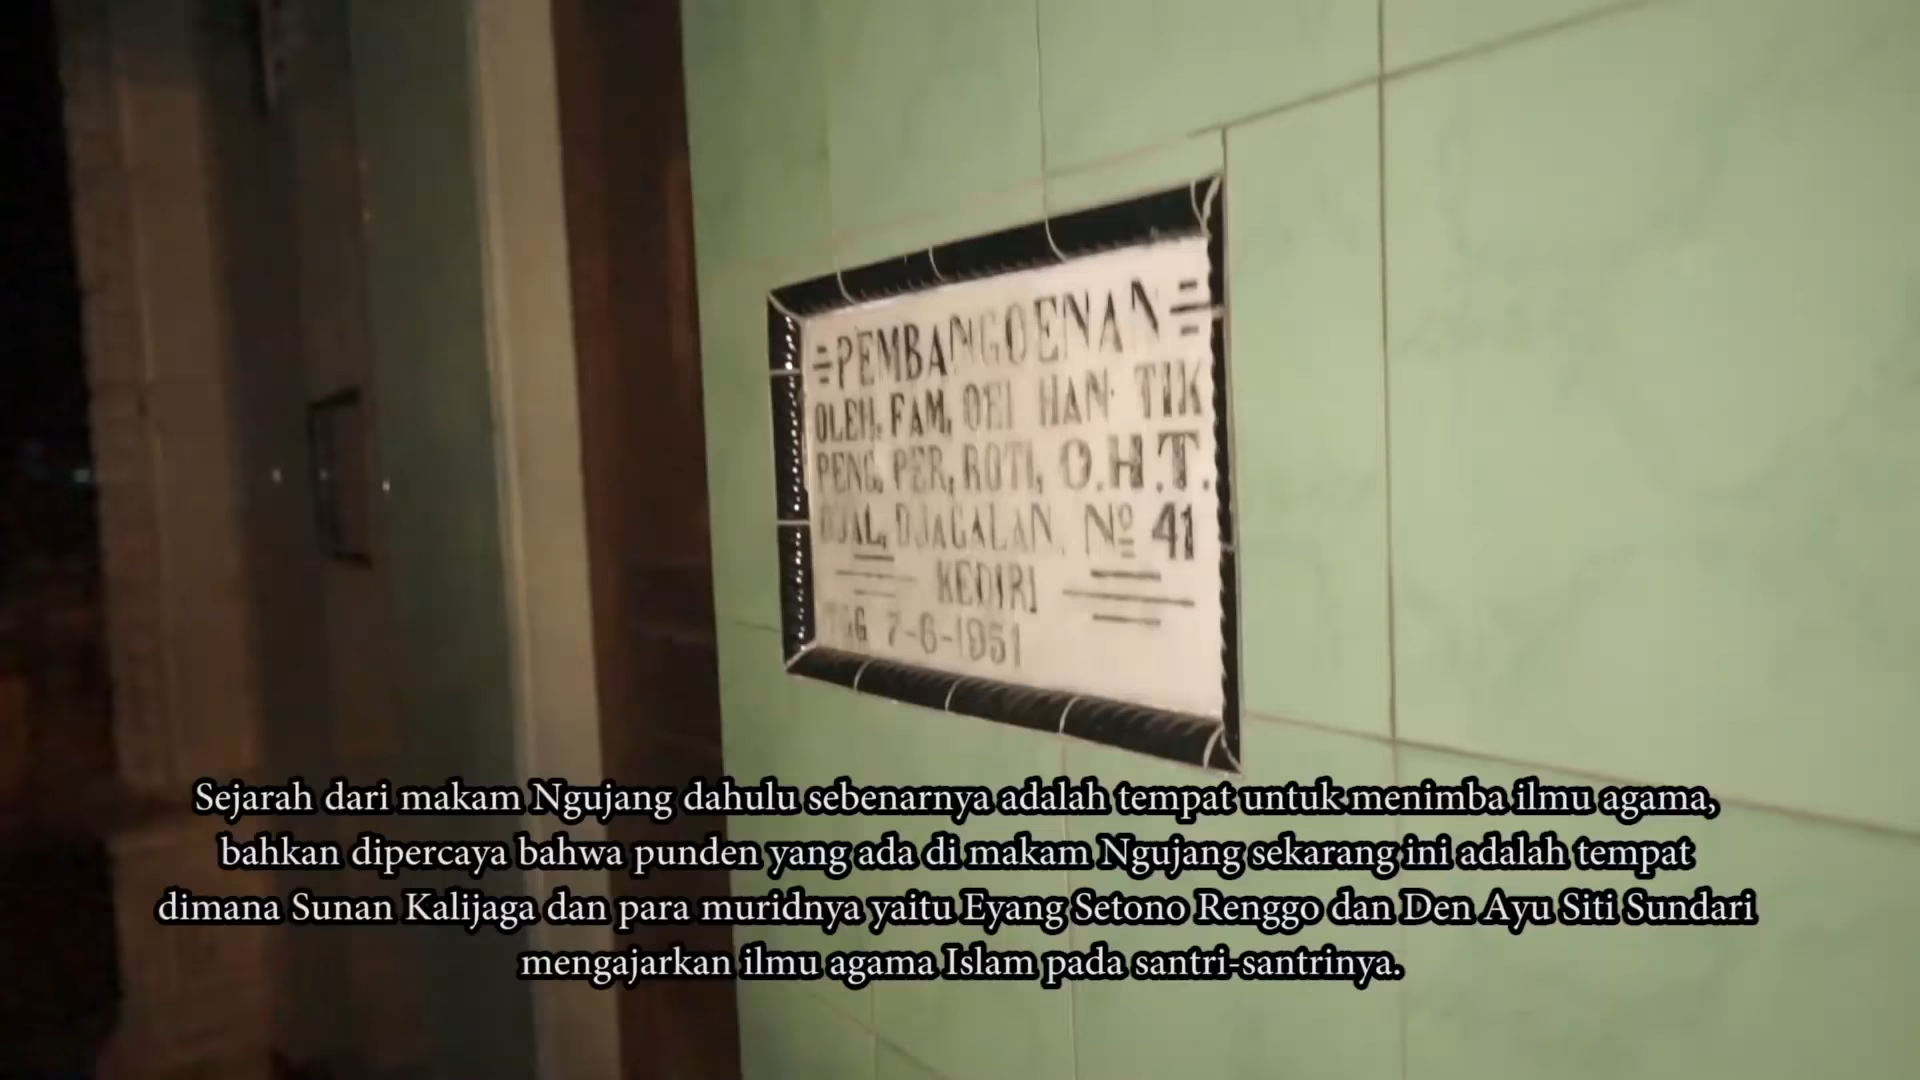 =PEMBANGOENAN=
OLEH, FAM, OEI HAN TIK
PENG, PER, ROTI, O.H.T.
DJAL, DJAGALAN, Nº 41
KEDIRI
TGG 7-6-1951
Sejarah dari makam Ngujang dahulu sebenarnya adalah tempat untuk menimba ilmu agama,
bahkan dipercaya bahwa punden yang ada di makam Ngujang sekarang ini adalah tempat
dimana Sunan Kalijaga dan para muridnya yaitu Eyang Setono Renggo dan Den Ayu Siti Sundari
mengajarkan ilmu agama Islam pada santri-santrinya.